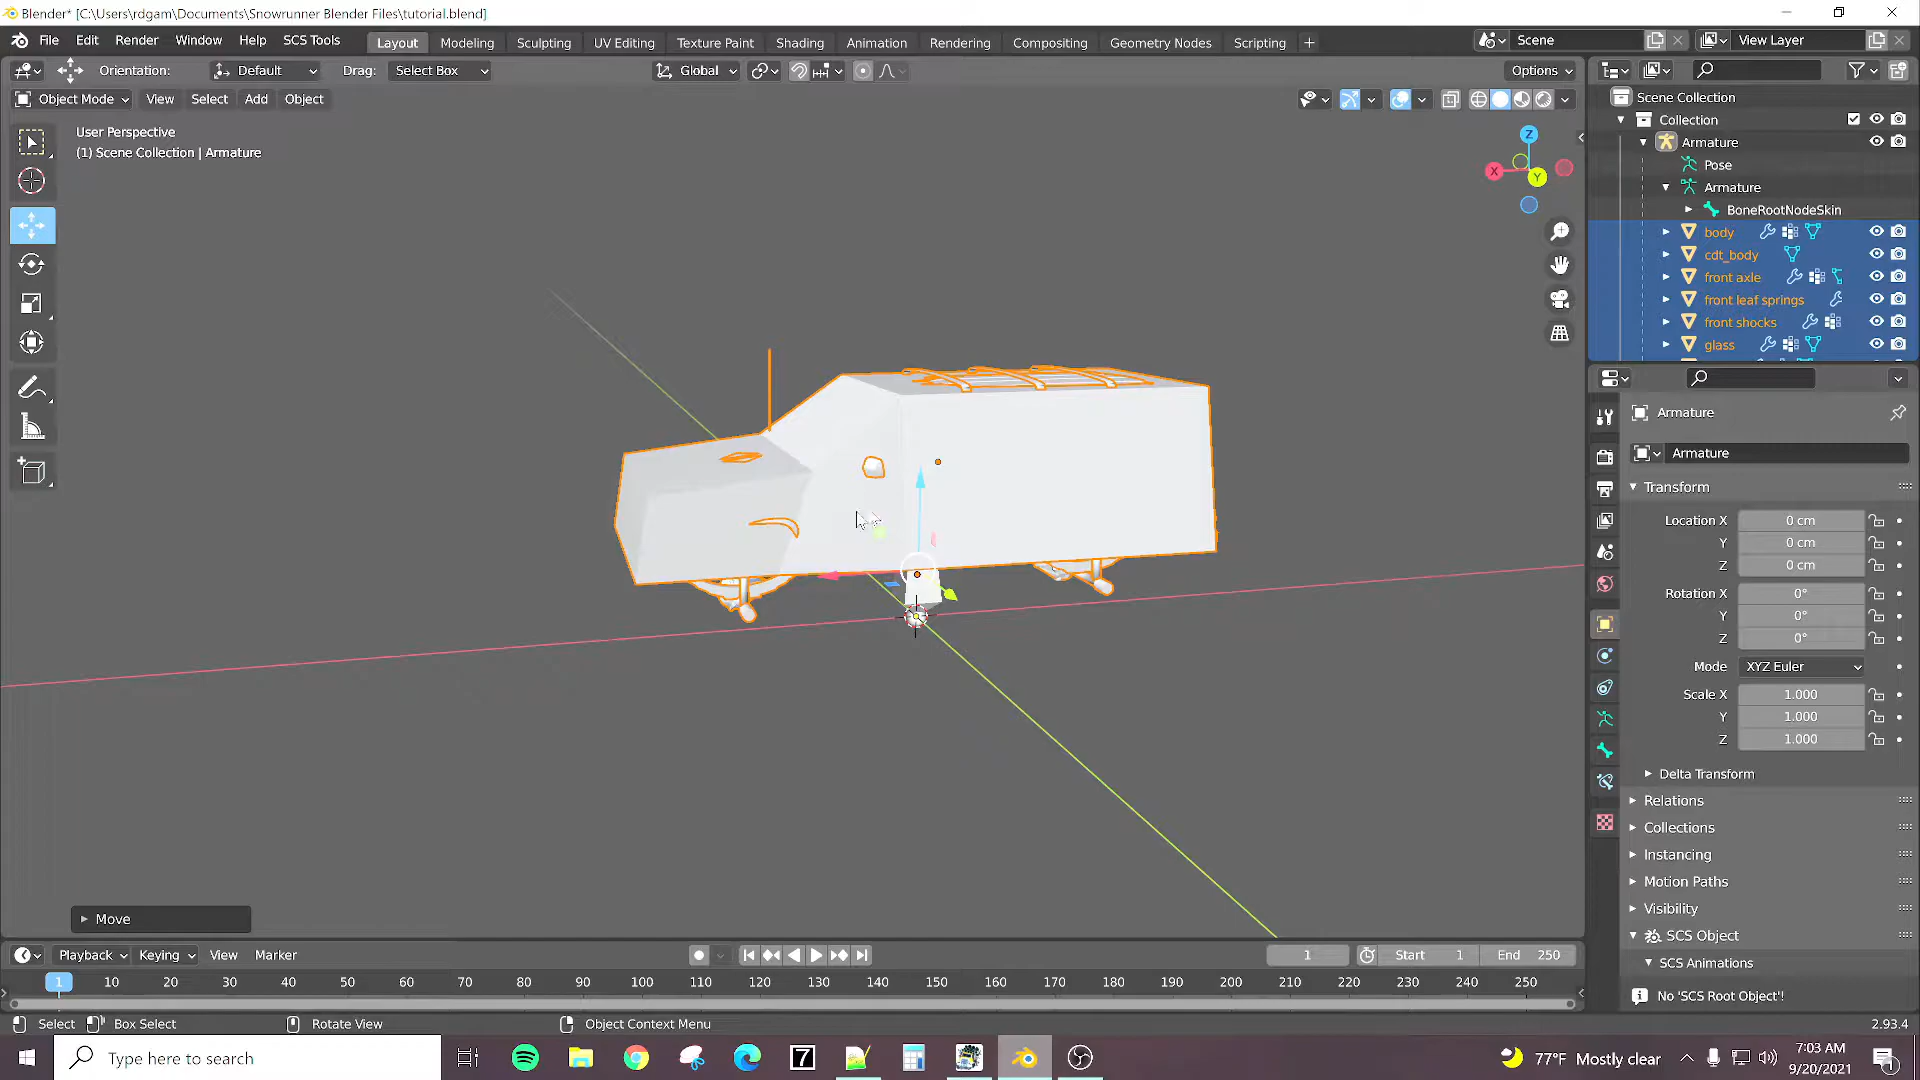 Blender* [C:\Users\rdgam\Documents\Snowrunner Blender Files\tutorial.blend]
File Edit Render Window Help SCS Tools Layout Modeling Sculpting UV Editing Texture Paint Shading Animation Rendering Compositing Geometry Nodes Scripting + Scene View Layer
Orientation: Default Drag: Select Box Global Options
Object Mode View Select Add Object
User Perspective
(1) Scene Collection | Armature
Z
X
Y
Move
Scene Collection
Collection
Armature
Pose
Armature
BoneRootNodeSkin
body
cdt_body
front axle
front leaf springs
front shocks
glass
Armature
Armature
Transform
Location X 0 cm
Y 0 cm
Z 0 cm
Rotation X 0°
Y 0°
Z 0°
Mode XYZ Euler
Scale X 1.000
Y 1.000
Z 1.000
Delta Transform
Relations
Collections
Instancing
Motion Paths
Visibility
SCS Object
SCS Animations
No 'SCS Root Object'!
Playback Keying View Marker 1 Start 1 End 250
1 10 20 30 40 50 60 70 80 90 100 110 120 130 140 150 160 170 180 190 200 210 220 230 240 250
Select Box Select Rotate View Object Context Menu 2.93.4
Type here to search 7 77°F Mostly clear 7:03 AM
9/20/2021 1